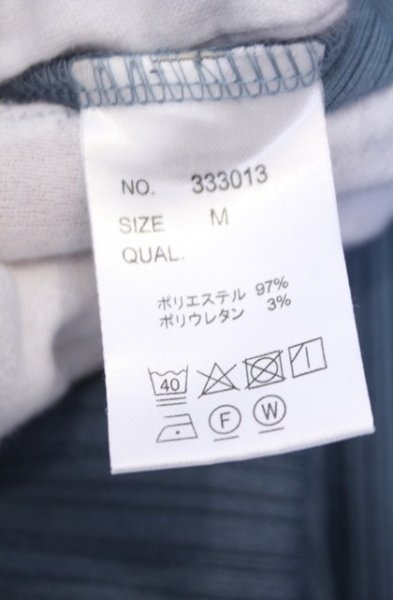 NO. 333013
SIZE M
QUAL.
ポリエステル 97%
ポリウレタン 3%
40
F W